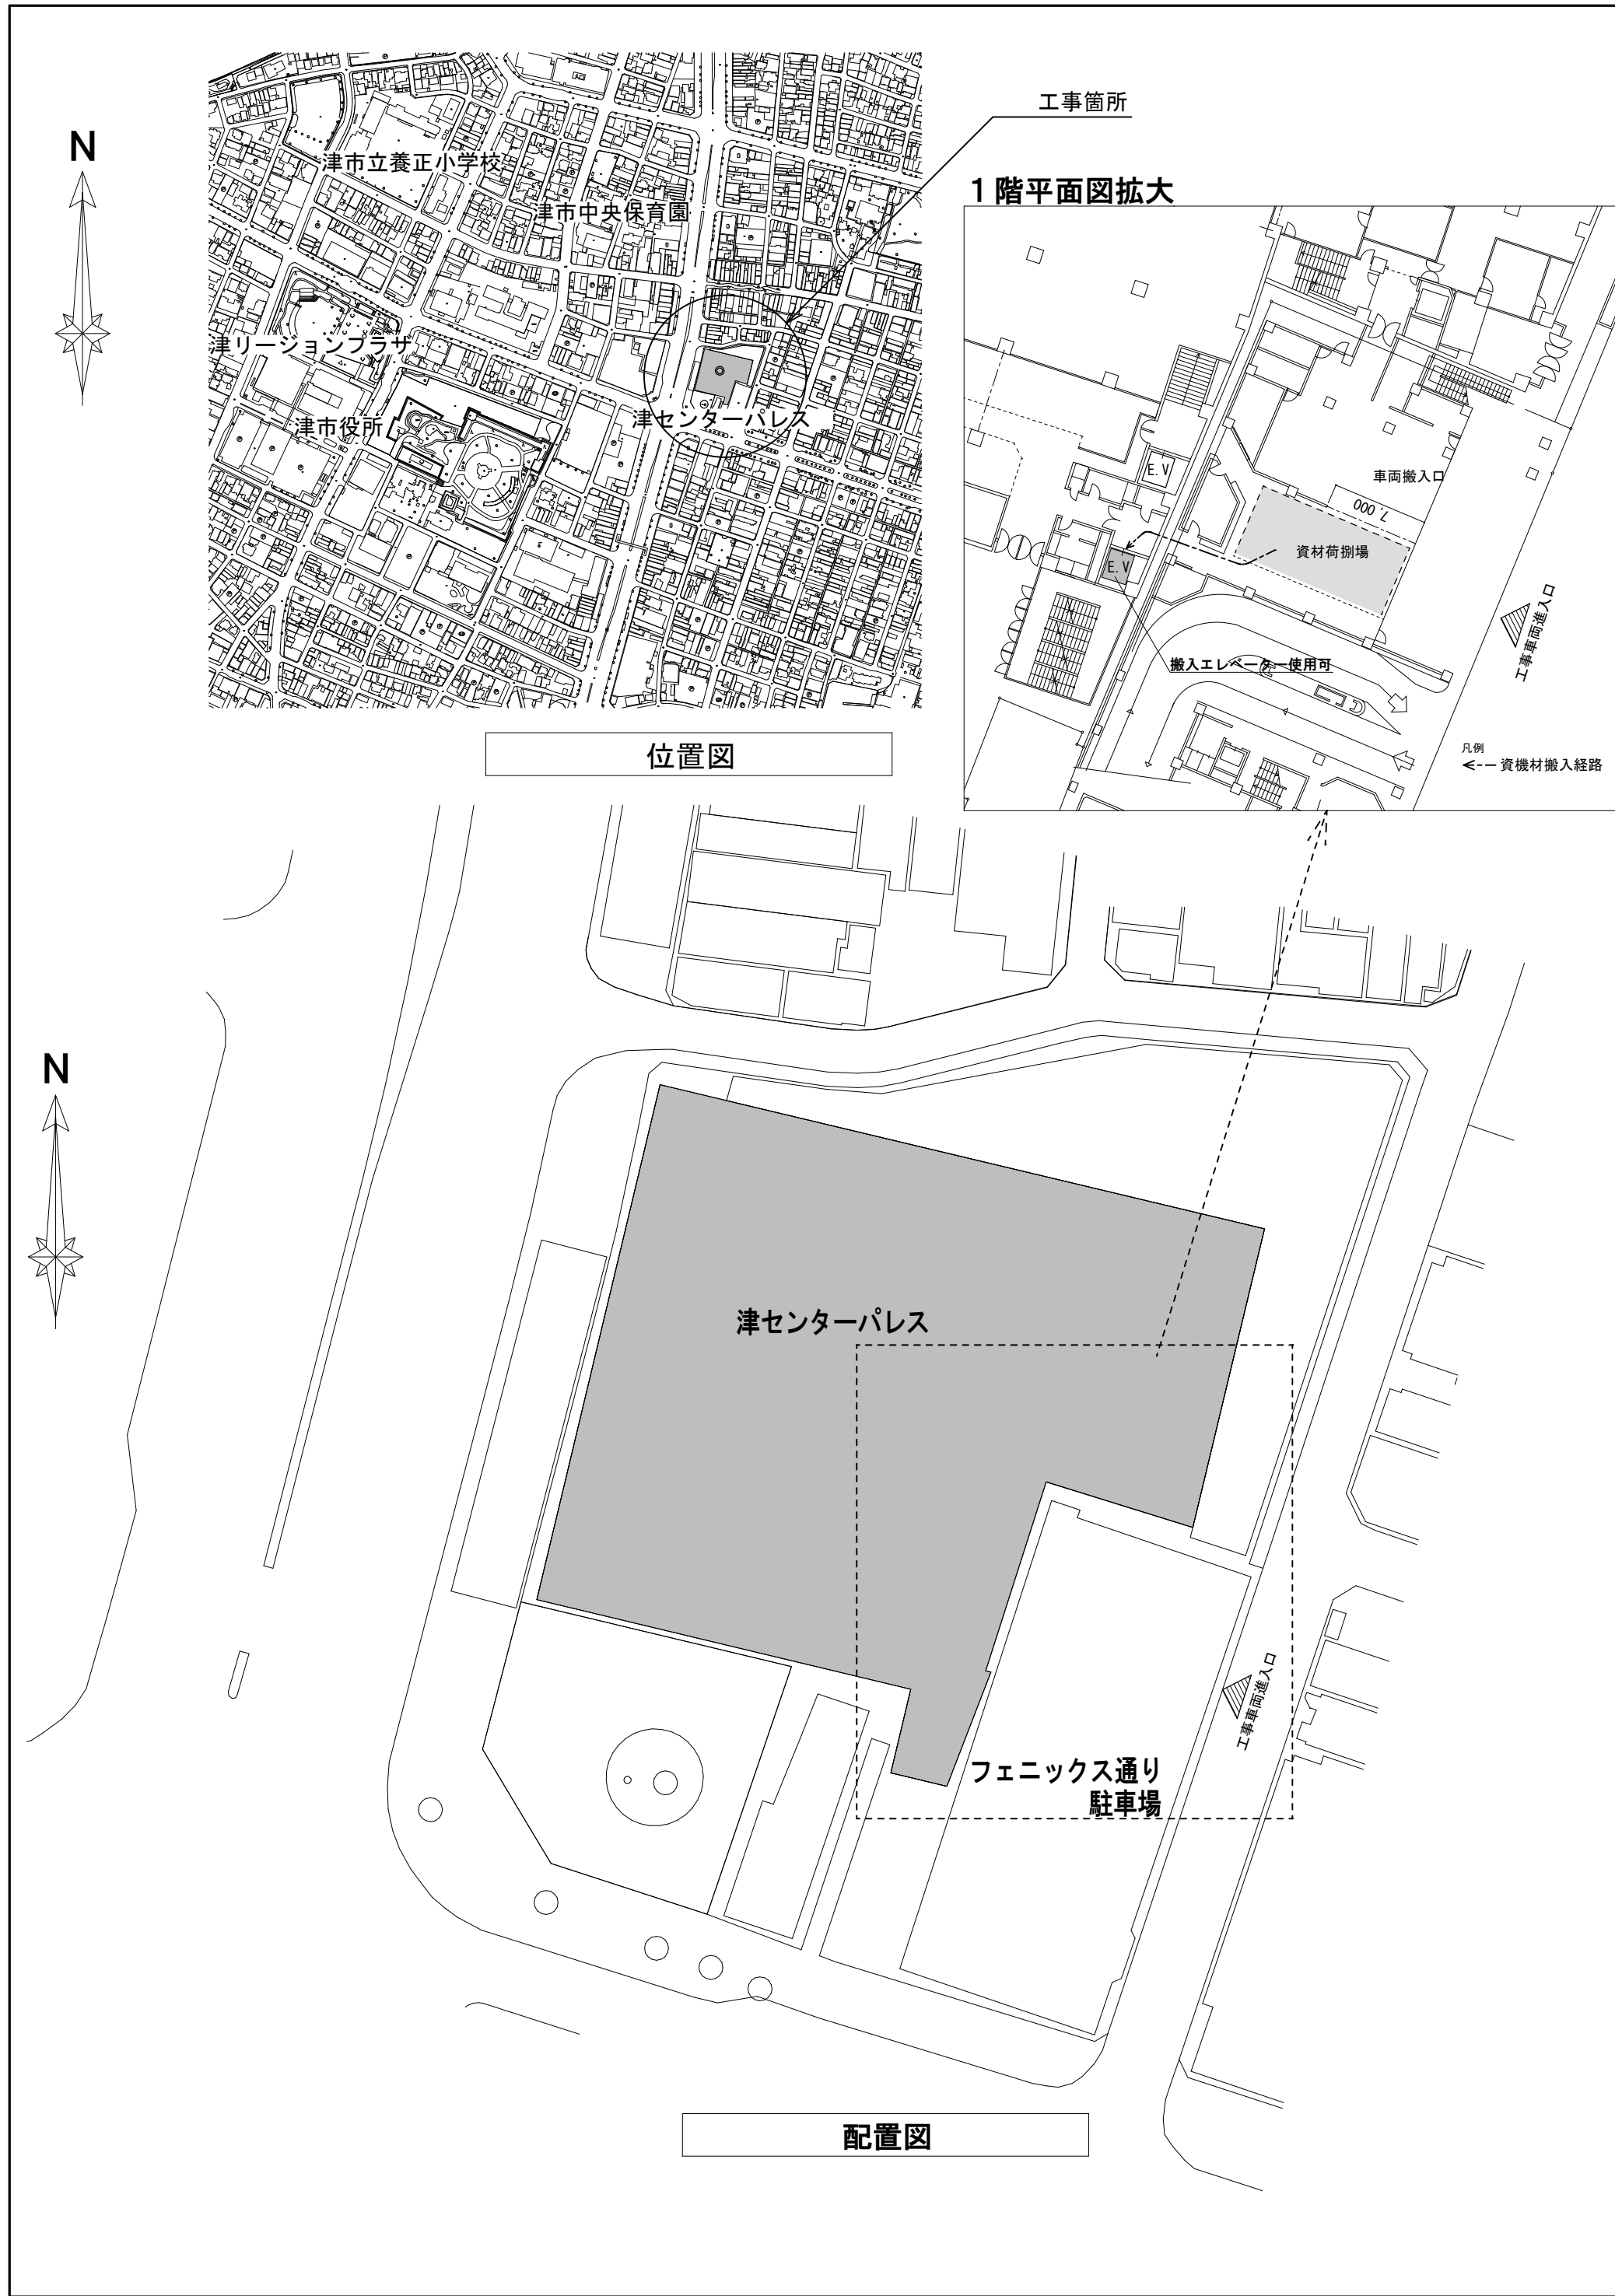 工事箇所
N
津市立養正小学校
津市中央保育園
津リージョンプラザ
津市役所
津センターパレス
位置図
1階平面図拡大
E.V
車両搬入口
7,000
資材荷捌場
E.V
工事車両進入口
搬入エレベーター使用可
凡例
資機材搬入経路
N
津センターパレス
工事車両進入口
フェニックス通り
駐車場
配置図